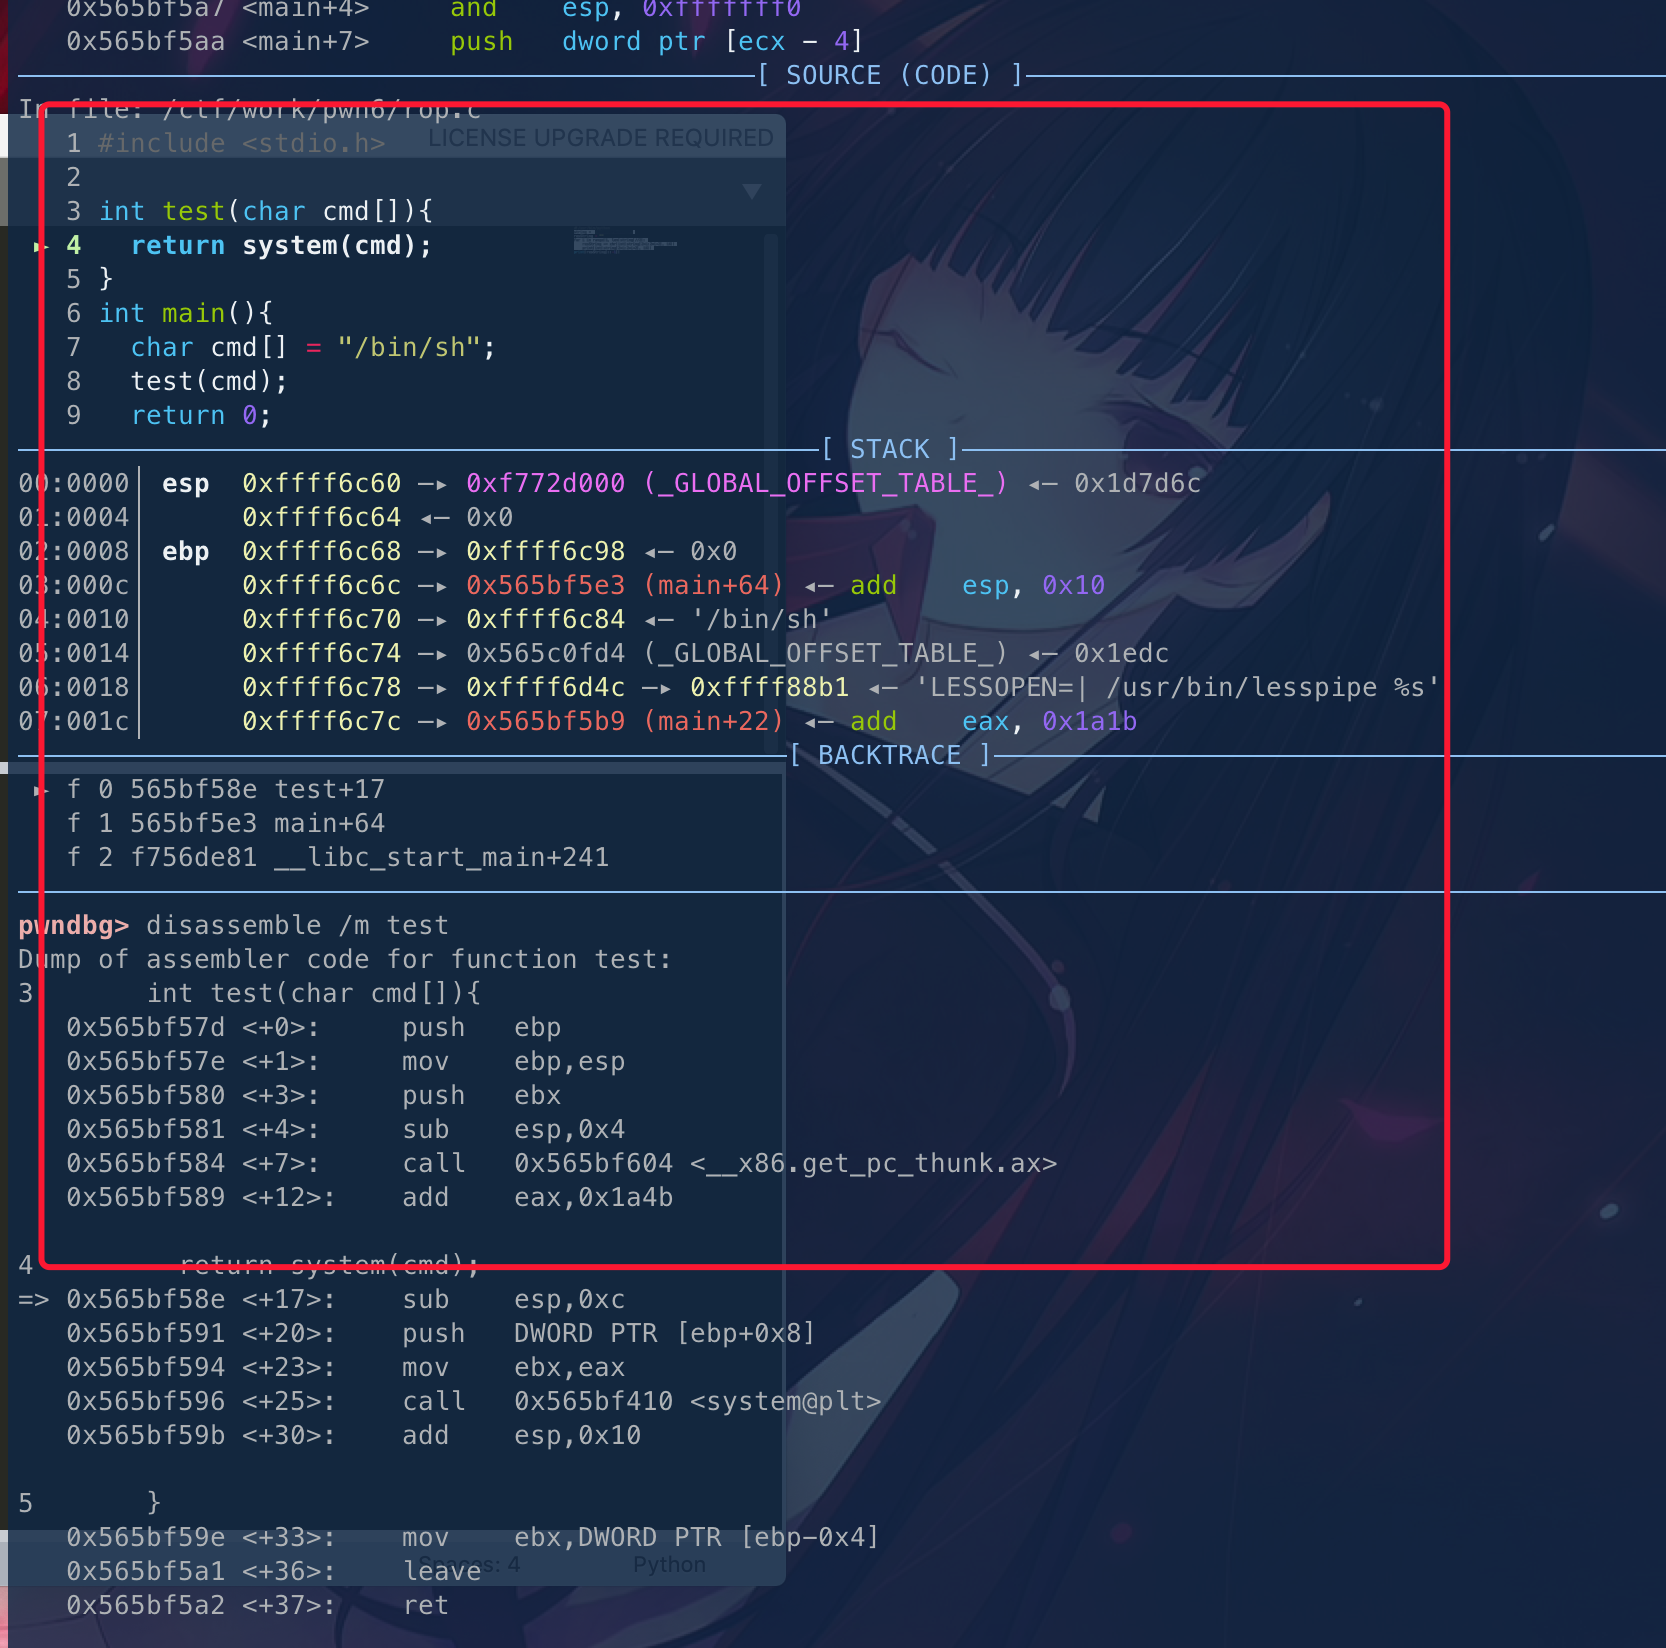 0x565bf5a7 <main+4>     and    esp, 0xfffffff0
0x565bf5aa <main+7>     push   dword ptr [ecx - 4]
[ SOURCE (CODE) ]
In file: /ctf/work/pwn6/rop.c
LICENSE UPGRADE REQUIRED
1 #include <stdio.h>
2
3 int test(char cmd[]){
► 4   return system(cmd);
5 }
6 int main(){
7   char cmd[] = "/bin/sh";
8   test(cmd);
9   return 0;
[ STACK ]
00:0000│ esp  0xffff6c60 —▸ 0xf772d000 (_GLOBAL_OFFSET_TABLE_) ◂— 0x1d7d6c
01:0004│      0xffff6c64 ◂— 0x0
02:0008│ ebp  0xffff6c68 —▸ 0xffff6c98 ◂— 0x0
03:000c│      0xffff6c6c —▸ 0x565bf5e3 (main+64) ◂— add    esp, 0x10
04:0010│      0xffff6c70 —▸ 0xffff6c84 ◂— '/bin/sh'
05:0014│      0xffff6c74 —▸ 0x565c0fd4 (_GLOBAL_OFFSET_TABLE_) ◂— 0x1edc
06:0018│      0xffff6c78 —▸ 0xffff6d4c —▸ 0xffff88b1 ◂— 'LESSOPEN=| /usr/bin/lesspipe %s'
07:001c│      0xffff6c7c —▸ 0x565bf5b9 (main+22) ◂— add    eax, 0x1a1b
[ BACKTRACE ]
► f 0 565bf58e test+17
f 1 565bf5e3 main+64
f 2 f756de81 __libc_start_main+241
pwndbg> disassemble /m test
Dump of assembler code for function test:
3       int test(char cmd[]){
0x565bf57d <+0>:     push   ebp
0x565bf57e <+1>:     mov    ebp,esp
0x565bf580 <+3>:     push   ebx
0x565bf581 <+4>:     sub    esp,0x4
0x565bf584 <+7>:     call   0x565bf604 <__x86.get_pc_thunk.ax>
0x565bf589 <+12>:    add    eax,0x1a4b
4         return system(cmd);
=> 0x565bf58e <+17>:    sub    esp,0xc
0x565bf591 <+20>:    push   DWORD PTR [ebp+0x8]
0x565bf594 <+23>:    mov    ebx,eax
0x565bf596 <+25>:    call   0x565bf410 <system@plt>
0x565bf59b <+30>:    add    esp,0x10
5       }
0x565bf59e <+33>:    mov    ebx,DWORD PTR [ebp-0x4]
Spaces: 4 Python
0x565bf5a1 <+36>:    leave
0x565bf5a2 <+37>:    ret